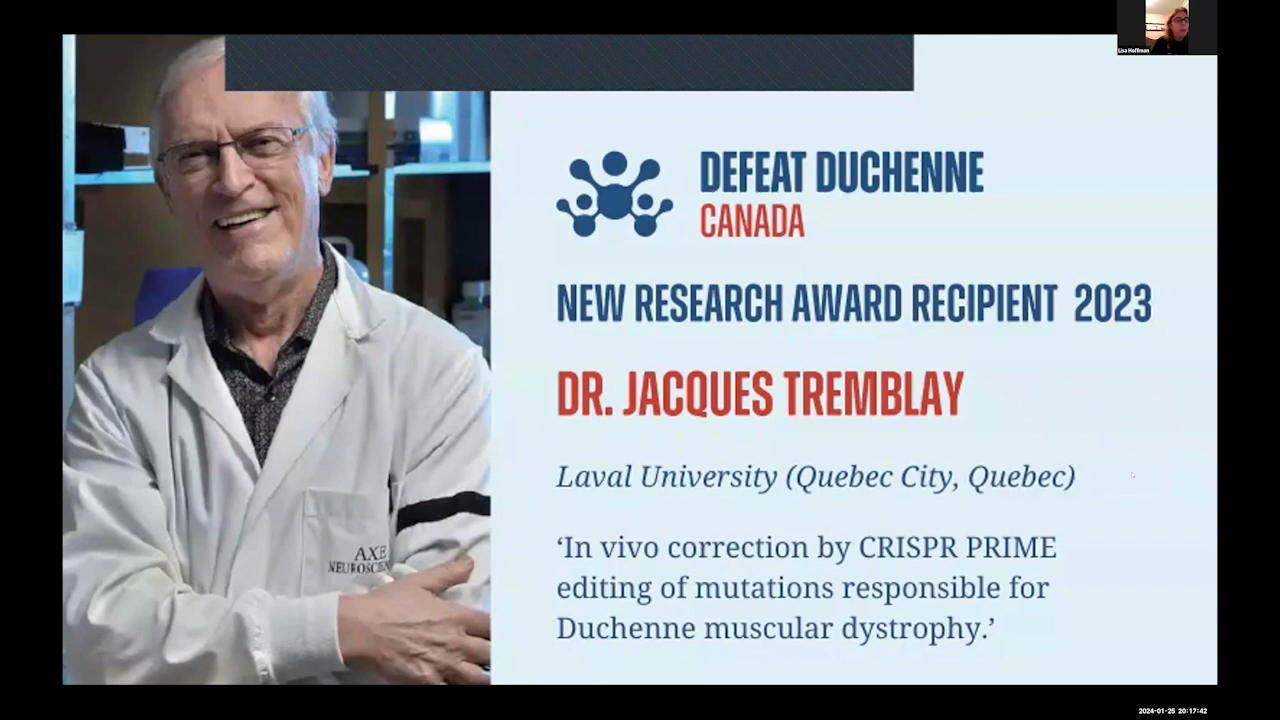 Lisa Hoffman
DEFEAT DUCHENNE
CANADA
NEW RESEARCH AWARD RECIPIENT 2023
DR. JACQUES TREMBLAY
Laval University (Quebec City, Quebec)
‘In vivo correction by CRISPR PRIME
editing of mutations responsible for
Duchenne muscular dystrophy.’
AXE
2024-01-25 20:17:42